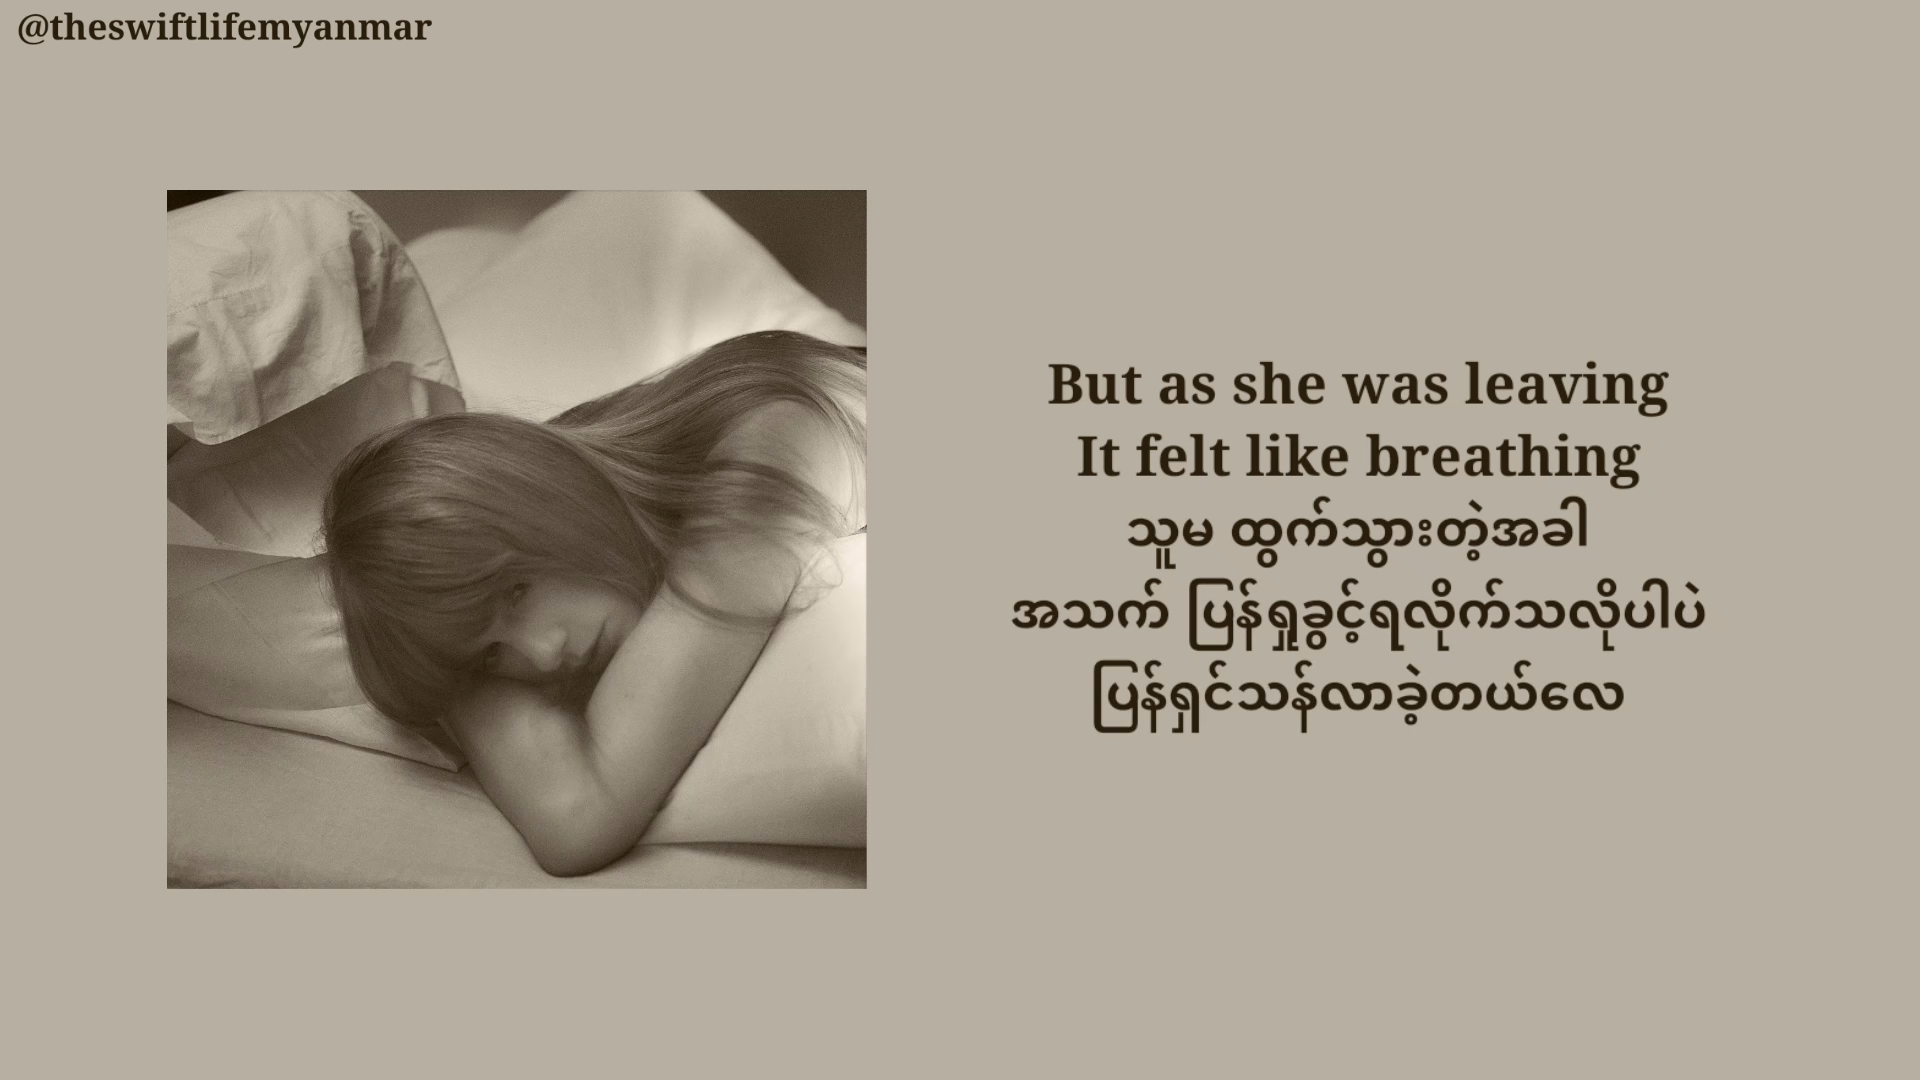 @theswiftlifemyanmar
But as she was leaving
It felt like breathing
သူမ ထွက်သွားတဲ့အခါ
အသက် ပြန်ရှူခွင့်ရလိုက်သလိုပါပဲ
ပြန်ရှင်သန်လာခဲ့တယ်လေ